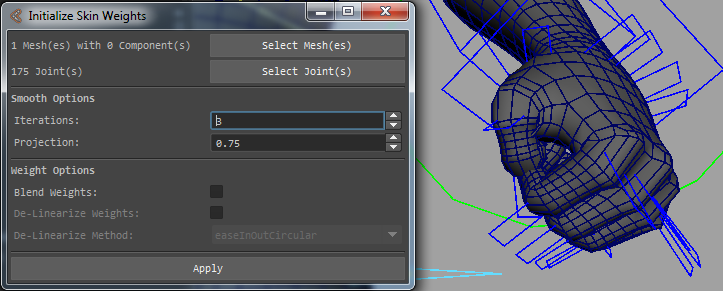 Initialize Skin Weights
1 Mesh(es) with 0 Component(s) Select Mesh(es)
175 Joint(s) Select Joint(s)
Smooth Options
Iterations: 3
Projection: 0.75
Weight Options
Blend Weights:
De-Linearize Weights:
De-Linearize Method: easeInOutCircular
Apply